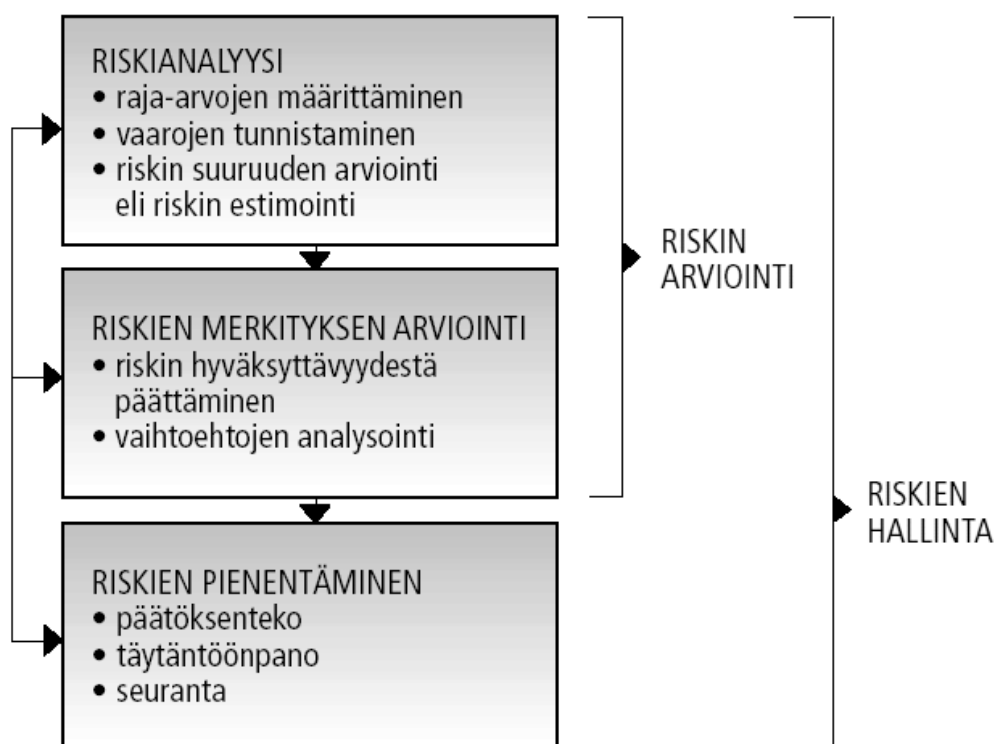 RISKIANALYYSI
• raja-arvojen määrittäminen
• vaarojen tunnistaminen
• riskin suuruuden arviointi
eli riskin estimointi
RISKIEN MERKITYKSEN ARVIOINTI
• riskin hyväksyttävyydestä
päättäminen
• vaihtoehtojen analysointi
RISKIEN PIENENTÄMINEN
• päätöksenteko
• täytäntöönpano
• seuranta
RISKIN
ARVIOINTI
RISKIEN
HALLINTA